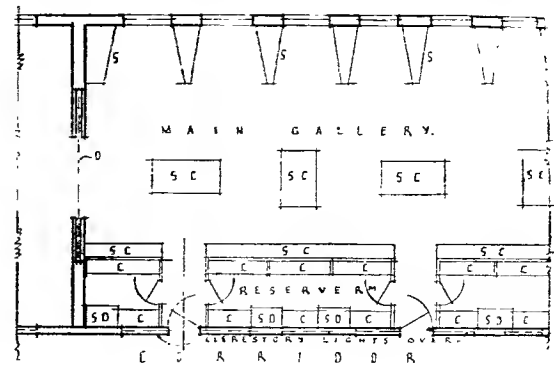 S S S
MAIN GALLERY.
D
SC SC SC SC
SC SC SC
C C C C C C
RESERVE RM
SD C C SD C SD C C SD C
CLERESTORY LIGHTS OVER.
CORRIDOR